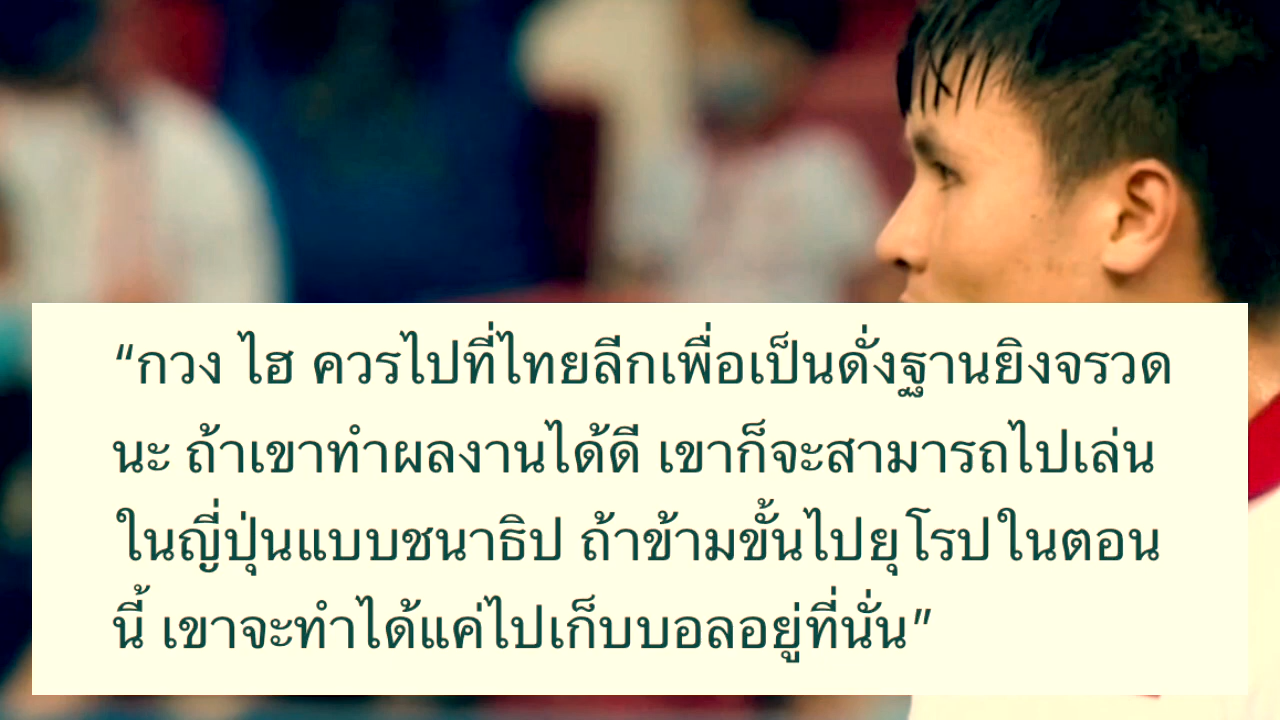 “กวง ไฮ ควรไปที่ไทยลีกเพื่อเป็นดั่งฐานยิงจรวด
นะ ถ้าเขาทำผลงานได้ดี เขาก็จะสามารถไปเล่น
ในญี่ปุ่นแบบชนาธิป ถ้าข้ามขั้นไปยุโรปในตอน
นี้ เขาจะทำได้แค่ไปเก็บบอลอยู่ที่นั่น”